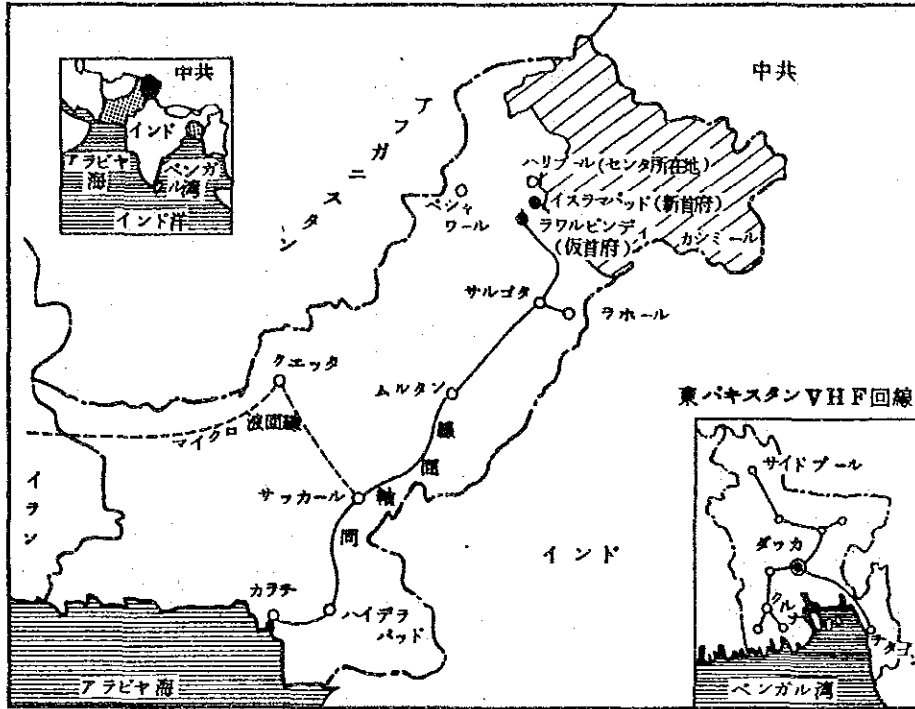 中共
インド
アラビヤ海
ベンガル湾
インド洋
アフガニスタン
中共
ハリプール(センタ所在地)
イスラマバッド(新首府)
ラワルピンディ(仮首府)
カシミール
ペシャワール
サルゴタ
ラホール
クエッタ
ムルタン
マイクロ波回線
サッカール
同軸回線
イラン
インド
カラチ
ハイデラバッド
アラビヤ海
東パキスタンVHF回線
サイドプール
ダッカ
クルナ
チタゴン
ベンガル湾